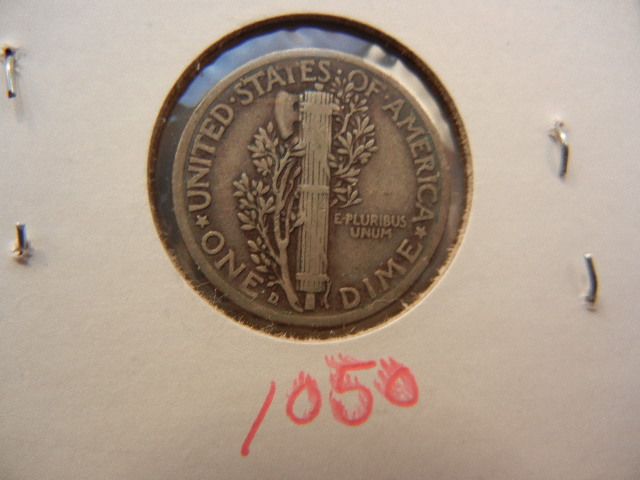 UNITED·STATES·OF·AMERICA
E·PLURIBUS
UNUM
ONE DIME
D
1050